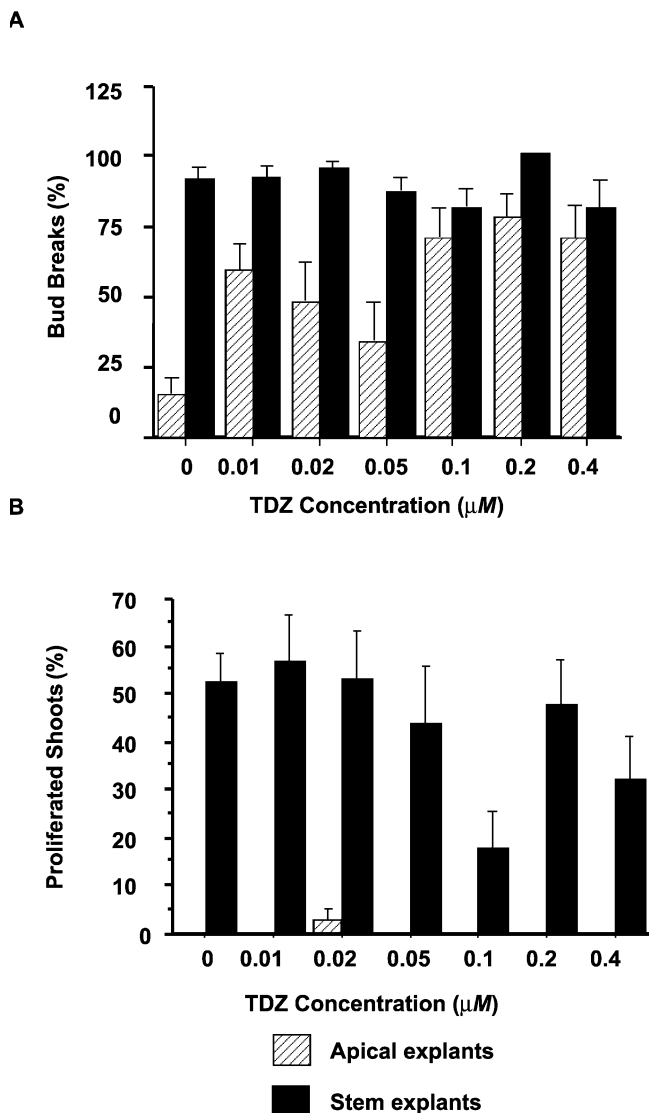 A
125
100
75
50
25
0
Bud Breaks (%)
0 0.01 0.02 0.05 0.1 0.2 0.4
TDZ Concentration (μM)
B
70
60
50
40
30
20
10
0
Proliferated Shoots (%)
0 0.01 0.02 0.05 0.1 0.2 0.4
TDZ Concentration (μM)
Apical explants
Stem explants